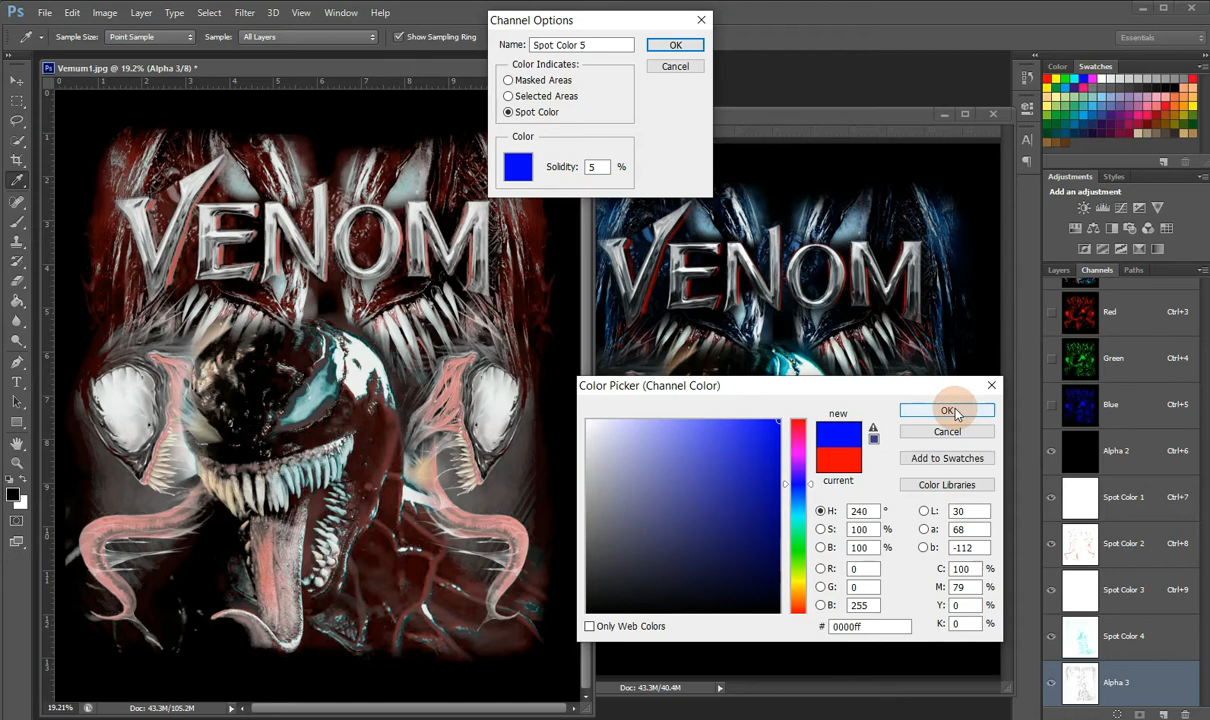 Ps File Edit Image Layer Type Select Filter 3D View Window Help
Sample Size: Point Sample Sample: All Layers Show Sampling Ring
Essentials
Vemum1.jpg @ 19.2% (Alpha 3/8) *
Channel Options
Name: Spot Color 5
OK
Cancel
Color Indicates:
Masked Areas
Selected Areas
Spot Color
Color
Solidity: 5 %
VENOM
VENOM
Color Picker (Channel Color)
new
current
OK
Cancel
Add to Swatches
Color Libraries
H: 240 °
S: 100 %
B: 100 %
R: 0
G: 0
B: 255
L: 30
a: 68
b: -112
C: 100 %
M: 79 %
Y: 0 %
K: 0 %
# 0000ff
Only Web Colors
Color Swatches
Adjustments Styles
Add an adjustment
Layers Channels Paths
Red Ctrl+3
Green Ctrl+4
Blue Ctrl+5
Alpha 2 Ctrl+6
Spot Color 1 Ctrl+7
Spot Color 2 Ctrl+8
Spot Color 3 Ctrl+9
Spot Color 4
Alpha 3
19.21% Doc: 43.3M/105.2M
Doc: 43.3M/40.4M